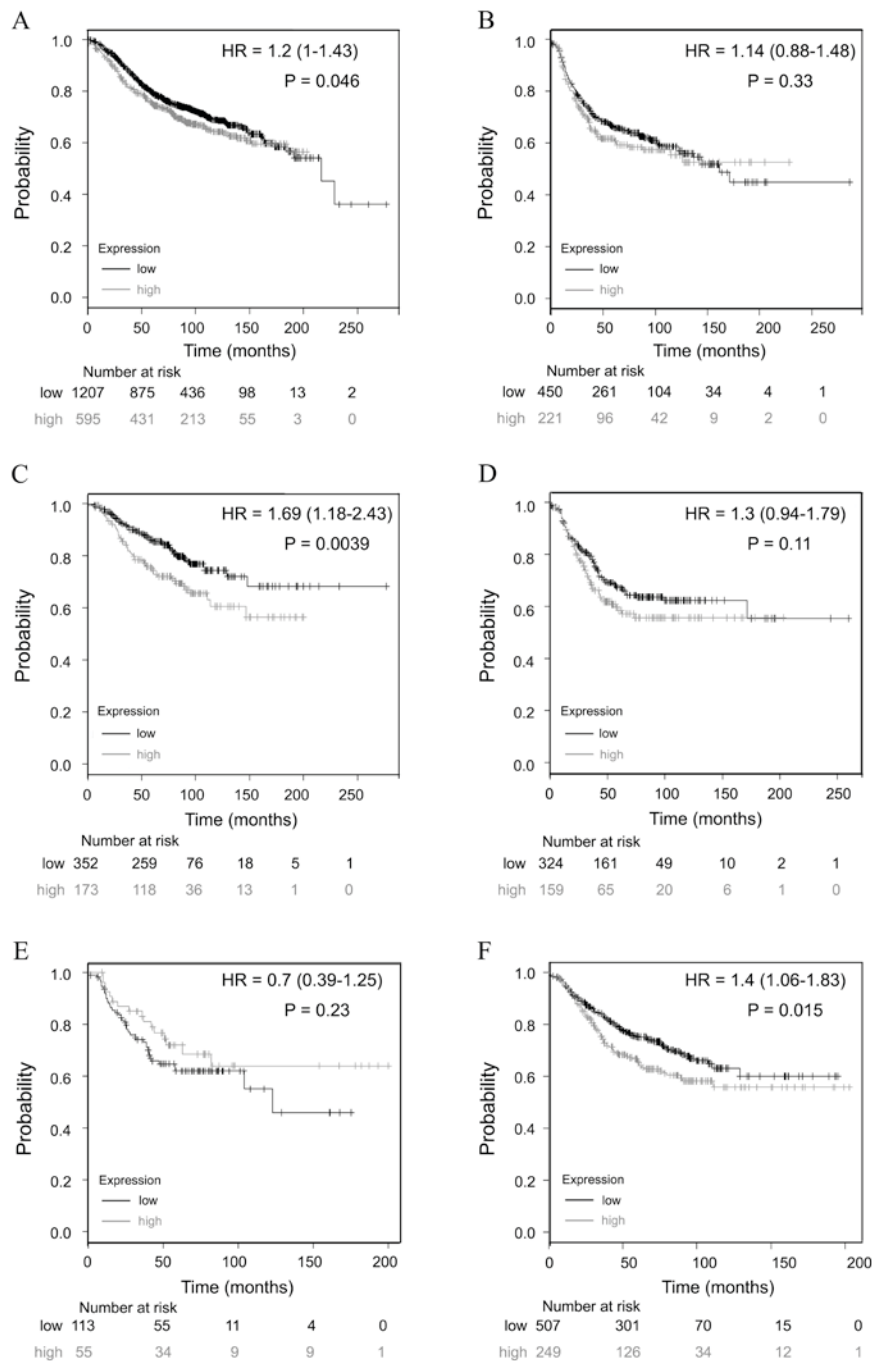 A
HR = 1.2 (1-1.43)
P = 0.046
1.0
0.8
0.6
0.4
0.2
0.0
Probability
Expression
low
high
0 50 100 150 200 250
Time (months)
Number at risk
low 1207 875 436 98 13 2
high 595 431 213 55 3 0
B
HR = 1.14 (0.88-1.48)
P = 0.33
1.0
0.8
0.6
0.4
0.2
0.0
Probability
Expression
low
high
0 50 100 150 200 250
Time (months)
Number at risk
low 450 261 104 34 4 1
high 221 96 42 9 2 0
C
HR = 1.69 (1.18-2.43)
P = 0.0039
1.0
0.8
0.6
0.4
0.2
0.0
Probability
Expression
low
high
0 50 100 150 200 250
Time (months)
Number at risk
low 352 259 76 18 5 1
high 173 118 36 13 1 0
D
HR = 1.3 (0.94-1.79)
P = 0.11
1.0
0.8
0.6
0.4
0.2
0.0
Probability
Expression
low
high
0 50 100 150 200 250
Time (months)
Number at risk
low 324 161 49 10 2 1
high 159 65 20 6 1 0
E
HR = 0.7 (0.39-1.25)
P = 0.23
1.0
0.8
0.6
0.4
0.2
0.0
Probability
Expression
low
high
0 50 100 150 200
Time (months)
Number at risk
low 113 55 11 4 0
high 55 34 9 9 1
F
HR = 1.4 (1.06-1.83)
P = 0.015
1.0
0.8
0.6
0.4
0.2
0.0
Probability
Expression
low
high
0 50 100 150 200
Time (months)
Number at risk
low 507 301 70 15 0
high 249 126 34 12 1